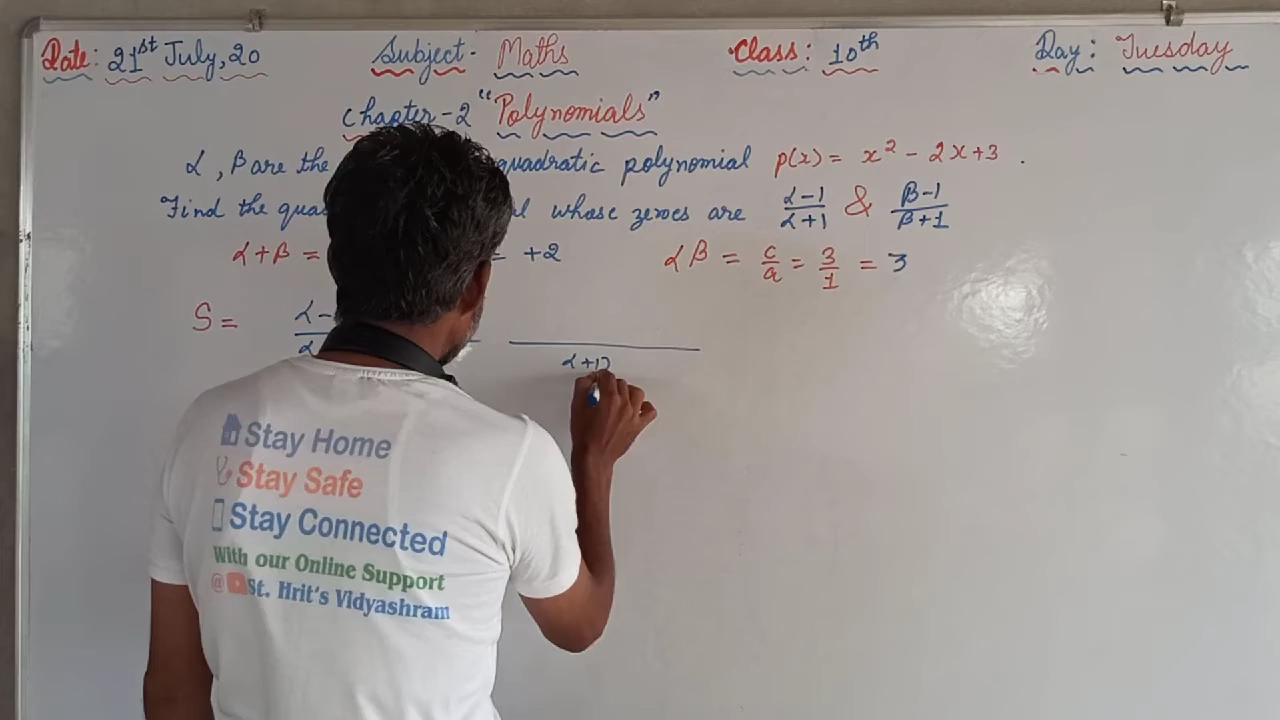 Date: 21st July, 20 Subject- Maths Class: 10th Day: Tuesday
Chapter-2 "Polynomials"
α, β are the quadratic polynomial p(x) = x² - 2x+3 .
Find the whose zeroes are α-1/α+1 & β-1/β+1
α+β = = +2 αβ = c/a = 3/1 = 3
S =
α+1)
Stay Home
Stay Safe
Stay Connected
With our Online Support
@ St. Hrit's Vidyashram